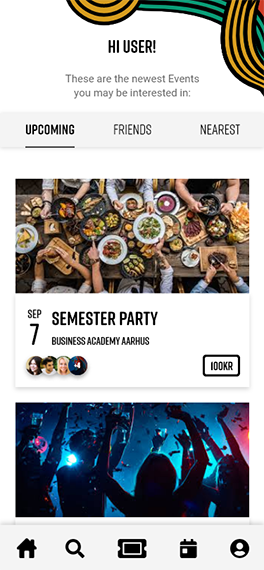 HI USER!
These are the newest Events
you may be interested in:
UPCOMING FRIENDS NEAREST
SEP
7
SEMESTER PARTY
BUSINESS ACADEMY AARHUS
+4
100KR